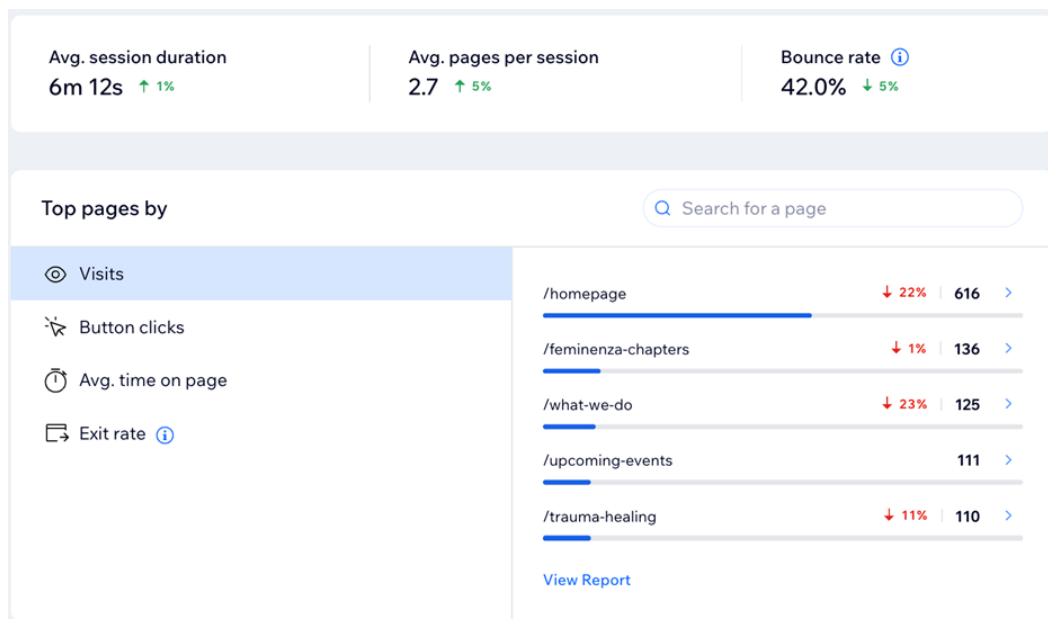 Avg. session duration
6m 12s ↑ 1%
Avg. pages per session
2.7 ↑ 5%
Bounce rate
42.0% ↓ 5%
Top pages by
Search for a page
Visits
Button clicks
Avg. time on page
Exit rate
/homepage ↓ 22% 616
/feminenza-chapters ↓ 1% 136
/what-we-do ↓ 23% 125
/upcoming-events 111
/trauma-healing ↓ 11% 110
View Report